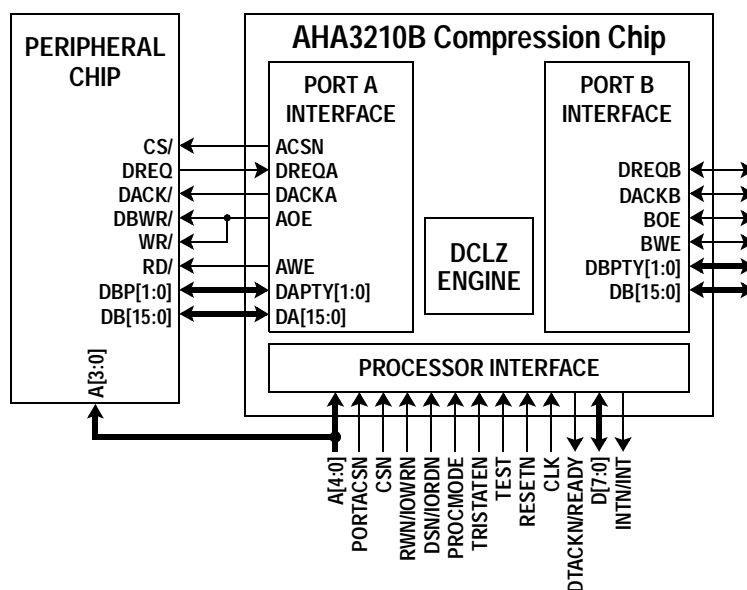 PERIPHERAL
CHIP
CS/
DREQ
DACK/
DBWR/
WR/
RD/
DBP[1:0]
DB[15:0]
A[3:0]
AHA3210B Compression Chip
PORT A
INTERFACE
ACSN
DREQA
DACKA
AOE
AWE
DAPTY[1:0]
DA[15:0]
DCLZ
ENGINE
PORT B
INTERFACE
DREQB
DACKB
BOE
BWE
DBPTY[1:0]
DB[15:0]
PROCESSOR INTERFACE
A[4:0]
PORTACSN
CSN
RWN/IOWRN
DSN/IORDN
PROCMODE
TRISTATEN
TEST
RESETN
CLK
DTACKN/READY
D[7:0]
INTN/INT